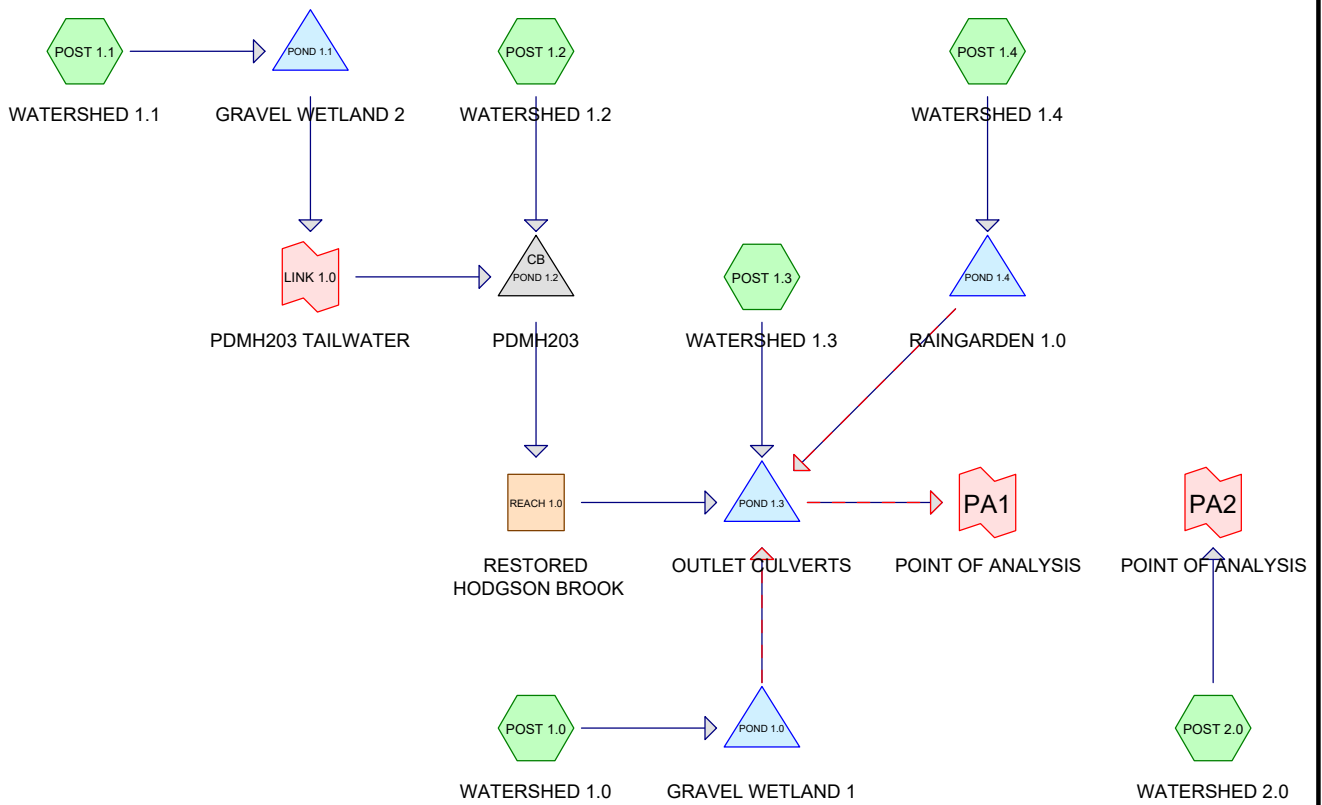 POST 1.1
POND 1.1
POST 1.2
POST 1.4
WATERSHED 1.1
GRAVEL WETLAND 2
WATERSHED 1.2
WATERSHED 1.4
LINK 1.0
CB
POND 1.2
POST 1.3
POND 1.4
PDMH203 TAILWATER
PDMH203
WATERSHED 1.3
RAINGARDEN 1.0
REACH 1.0
POND 1.3
PA1
PA2
RESTORED
HODGSON BROOK
OUTLET CULVERTS
POINT OF ANALYSIS
POINT OF ANALYSIS
POST 1.0
POND 1.0
POST 2.0
WATERSHED 1.0
GRAVEL WETLAND 1
WATERSHED 2.0